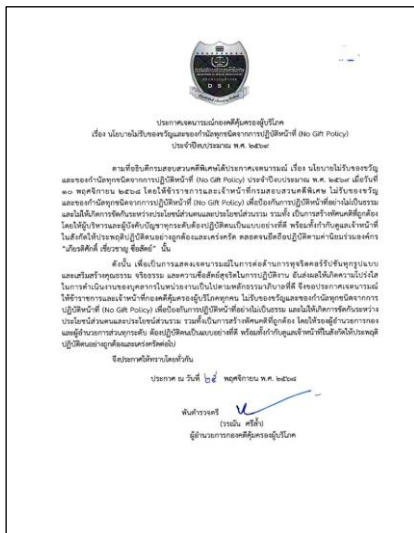 DSI
ประกาศเจตนารมณ์กองคดีคุ้มครองผู้บริโภค
เรื่อง นโยบายไม่รับของขวัญและของกำนัลทุกชนิดจากการปฏิบัติหน้าที่ (No Gift Policy)
ประจำปีงบประมาณ พ.ศ. ๒๕๖๙
ตามที่อธิบดีกรมสอบสวนคดีพิเศษได้ประกาศเจตนารมณ์ เรื่อง นโยบายไม่รับของขวัญ
และของกำนัลทุกชนิดจากการปฏิบัติหน้าที่ (No Gift Policy) ประจำปีงบประมาณ พ.ศ. ๒๕๖๙ เมื่อวันที่
๑๐ พฤศจิกายน ๒๕๖๘ โดยให้ข้าราชการและเจ้าหน้าที่กรมสอบสวนคดีพิเศษ ไม่รับของขวัญ
และของกำนัลทุกชนิดจากการปฏิบัติหน้าที่ (No Gift Policy) เพื่อป้องกันการปฏิบัติหน้าที่อย่างไม่เป็นธรรม
และไม่ให้เกิดการขัดกันระหว่างประโยชน์ส่วนตนและประโยชน์ส่วนรวม รวมทั้ง เป็นการสร้างทัศนคติที่ถูกต้อง
โดยให้ผู้บริหารและผู้บังคับบัญชาทุกระดับต้องปฏิบัติตนเป็นแบบอย่างที่ดี พร้อมทั้งกำกับดูแลเจ้าหน้าที่
ในสังกัดให้ประพฤติปฏิบัติตนอย่างถูกต้องและเคร่งครัด ตลอดจนยึดถือปฏิบัติตามค่านิยมร่วมองค์กร
"เกียรติศักดิ์ เชี่ยวชาญ ซื่อสัตย์" นั้น
ดังนั้น เพื่อเป็นการแสดงเจตนารมณ์ในการต่อต้านการทุจริตคอร์รัปชันทุกรูปแบบ
และเสริมสร้างคุณธรรม จริยธรรม และความซื่อสัตย์สุจริตในการปฏิบัติงาน อันส่งผลให้เกิดความโปร่งใส
ในการดำเนินงานของบุคลากรในหน่วยงานเป็นไปตามหลักธรรมาภิบาลที่ดี จึงขอประกาศเจตนารมณ์
ให้ข้าราชการและเจ้าหน้าที่กองคดีคุ้มครองผู้บริโภคทุกคน ไม่รับของขวัญและของกำนัลทุกชนิดจากการ
ปฏิบัติหน้าที่ (No Gift Policy) เพื่อป้องกันการปฏิบัติหน้าที่อย่างไม่เป็นธรรม และไม่ให้เกิดการขัดกันระหว่าง
ประโยชน์ส่วนตนและประโยชน์ส่วนรวม รวมทั้งเป็นการสร้างทัศนคติที่ถูกต้อง โดยให้รองผู้อำนวยการกอง
และผู้อำนวยการส่วนทุกระดับ ต้องปฏิบัติตนเป็นแบบอย่างที่ดี พร้อมทั้งกำกับดูแลเจ้าหน้าที่ในสังกัดให้ประพฤติ
ปฏิบัติตนอย่างถูกต้องและเคร่งครัดต่อไป
จึงประกาศให้ทราบโดยทั่วกัน
ประกาศ ณ วันที่ ๒๕ พฤศจิกายน พ.ศ. ๒๕๖๘
พันตำรวจตรี
(วรณัน ศรีล้ำ)
ผู้อำนวยการกองคดีคุ้มครองผู้บริโภค